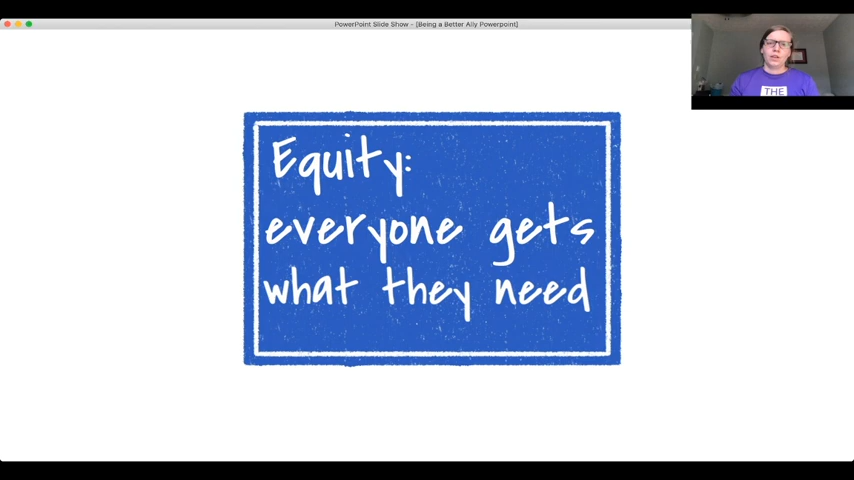 PowerPoint Slide Show - [Being a Better Ally Powerpoint]
THE
Equity:
everyone gets
what they need